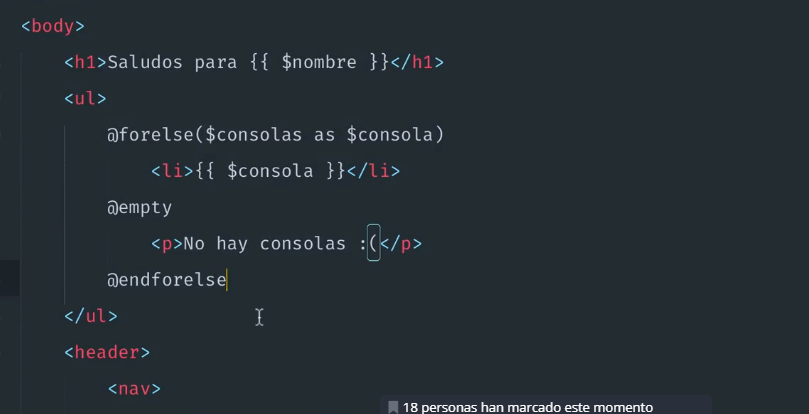 <body>
<h1>Saludos para {{ $nombre }}</h1>
<ul>
@forelse($consolas as $consola)
<li>{{ $consola }}</li>
@empty
<p>No hay consolas :(</p>
@endforelse
</ul>
<header>
<nav>
18 personas han marcado este momento